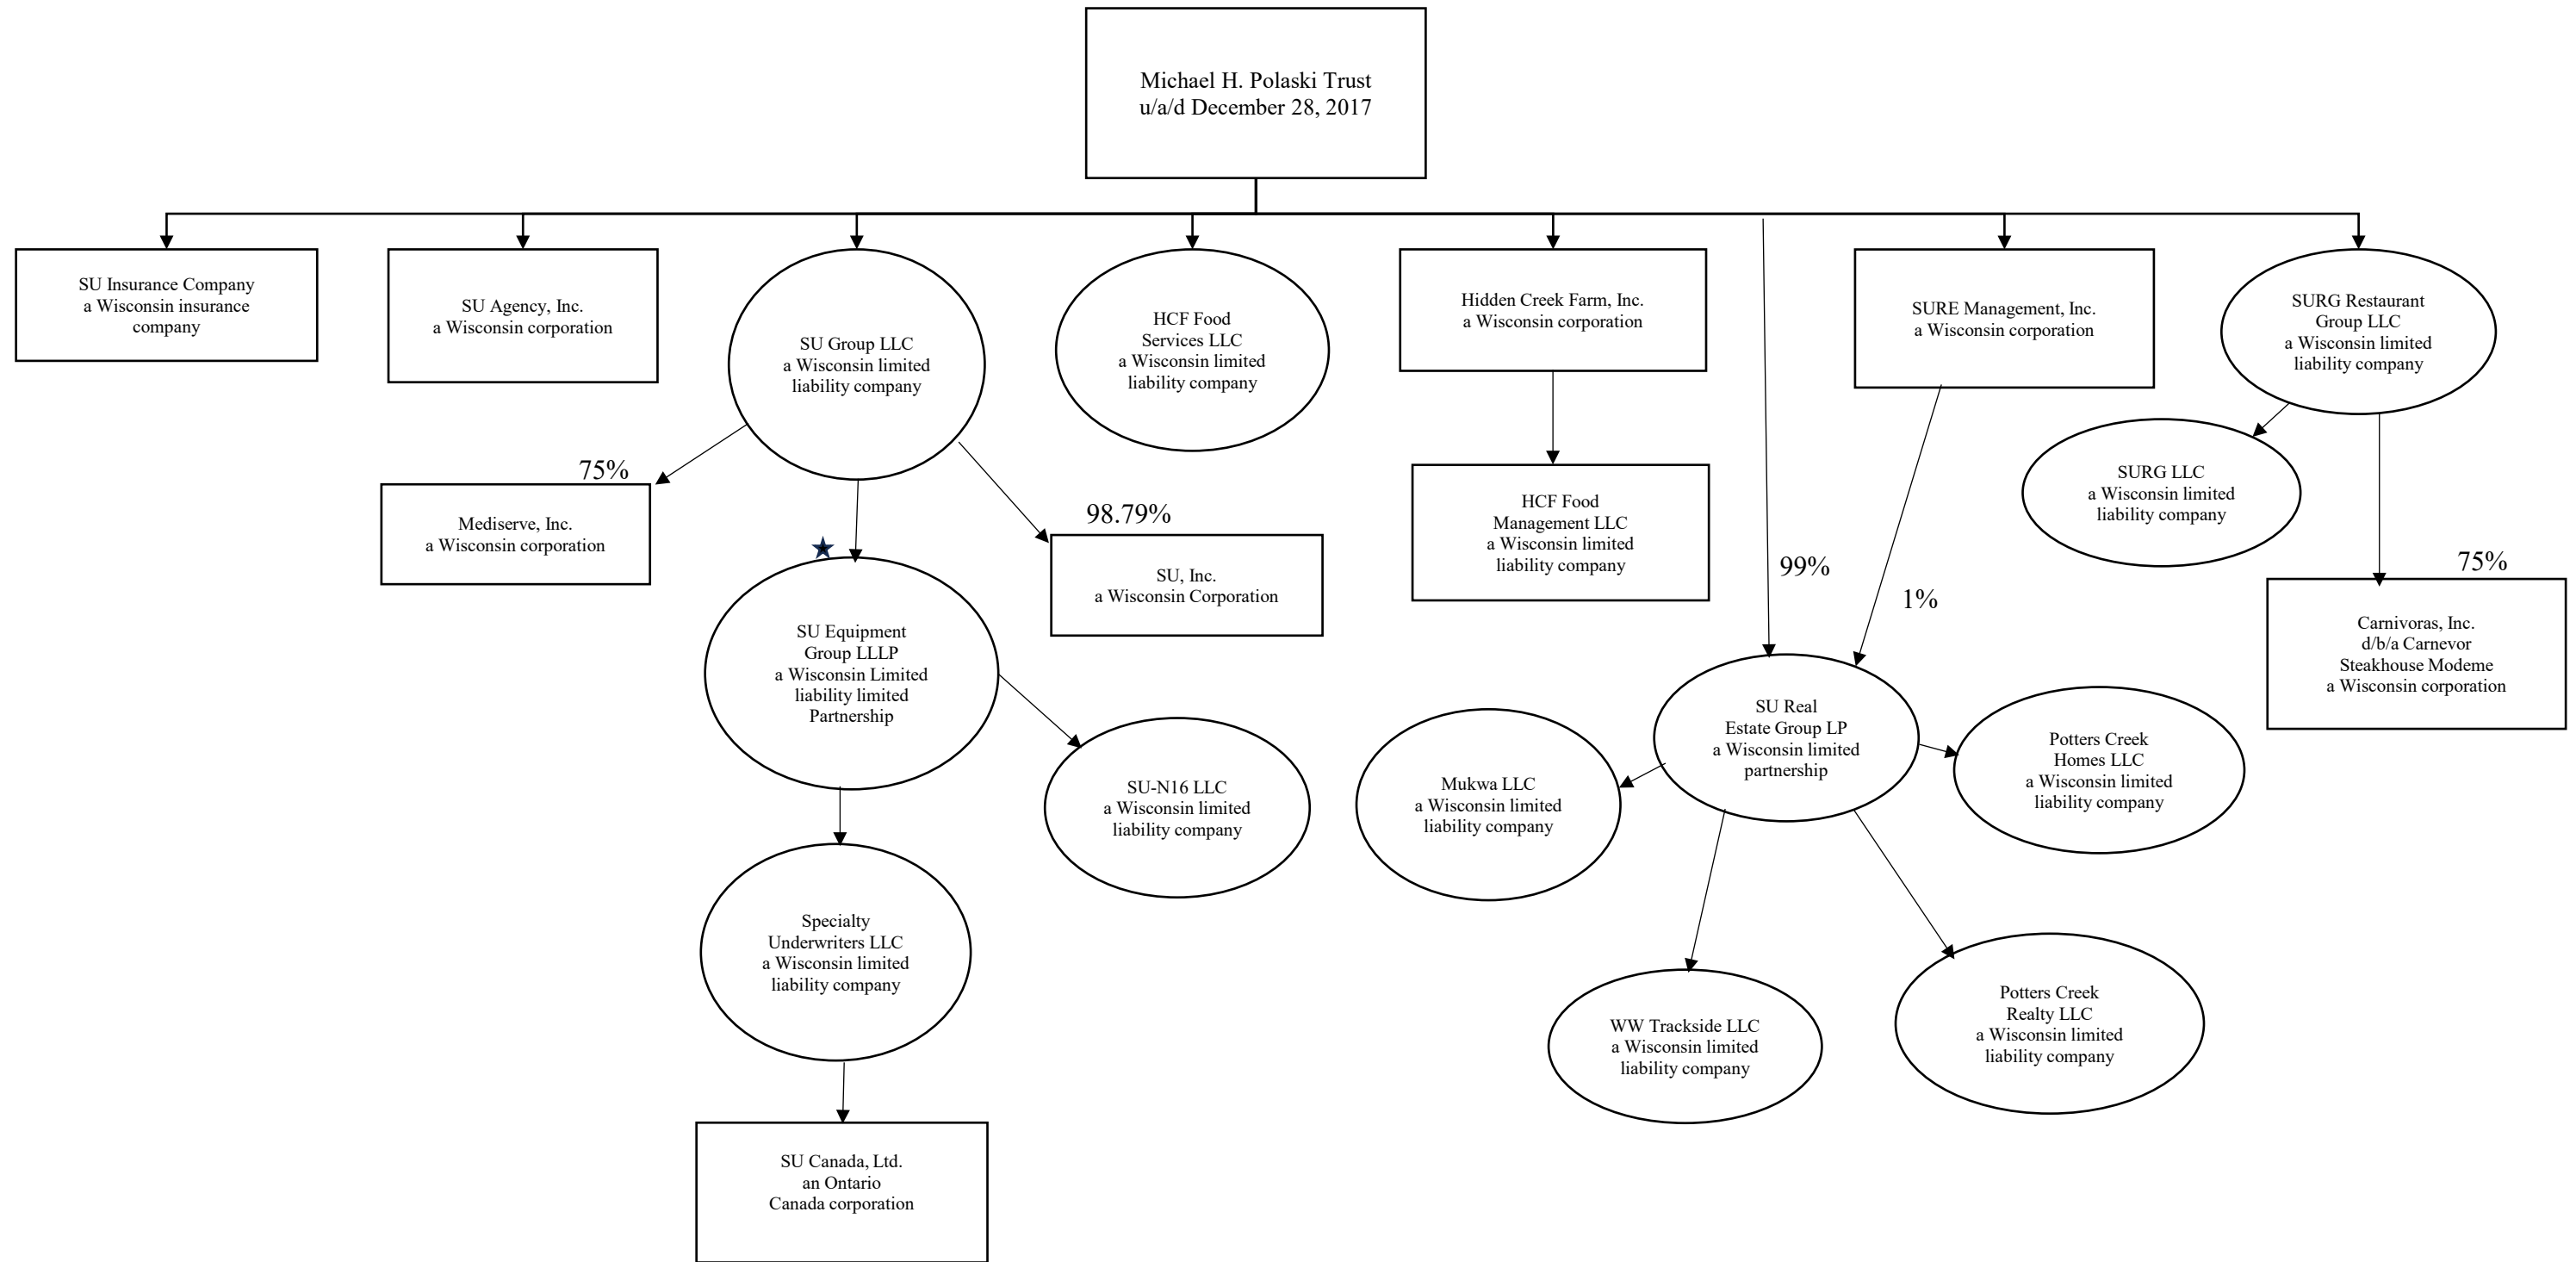 Michael H. Polaski Trust
u/a/d December 28, 2017
SU Insurance Company
a Wisconsin insurance
company
SU Agency, Inc.
a Wisconsin corporation
SU Group LLC
a Wisconsin limited
liability company
HCF Food
Services LLC
a Wisconsin limited
liability company
Hidden Creek Farm, Inc.
a Wisconsin corporation
SURE Management, Inc.
a Wisconsin corporation
SURG Restaurant
Group LLC
a Wisconsin limited
liability company
75%
Mediserve, Inc.
a Wisconsin corporation
98.79%
SU, Inc.
a Wisconsin Corporation
HCF Food
Management LLC
a Wisconsin limited
liability company
99%
1%
SURG LLC
a Wisconsin limited
liability company
75%
Carnivoras, Inc.
d/b/a Carnevor
Steakhouse Modeme
a Wisconsin corporation
SU Equipment
Group LLLP
a Wisconsin Limited
liability limited
Partnership
SU-N16 LLC
a Wisconsin limited
liability company
Mukwa LLC
a Wisconsin limited
liability company
SU Real
Estate Group LP
a Wisconsin limited
partnership
Potters Creek
Homes LLC
a Wisconsin limited
liability company
Specialty
Underwriters LLC
a Wisconsin limited
liability company
WW Trackside LLC
a Wisconsin limited
liability company
Potters Creek
Realty LLC
a Wisconsin limited
liability company
SU Canada, Ltd.
an Ontario
Canada corporation